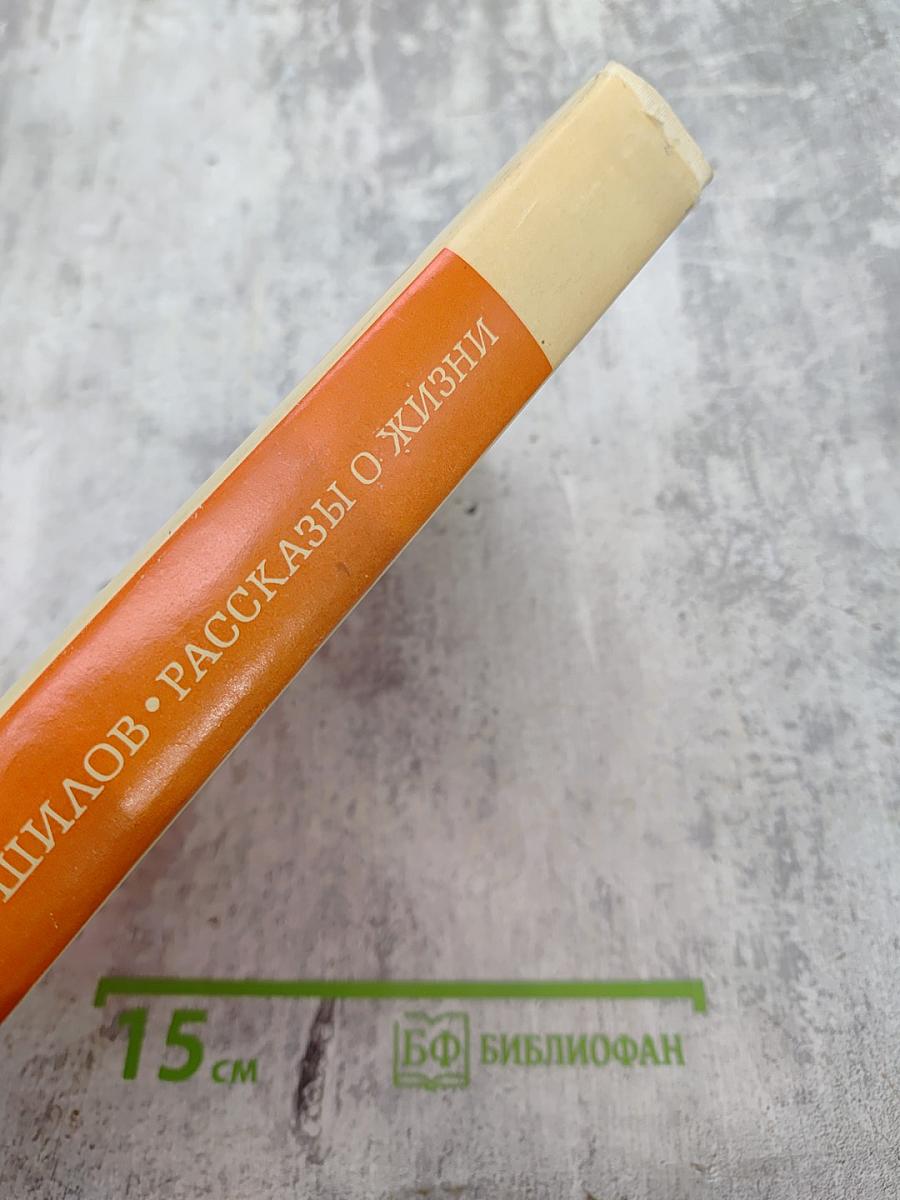 ШИЛОВ • РАССКАЗЫ О ЖИЗНИ
15 см
БФ БИБЛИОФАН